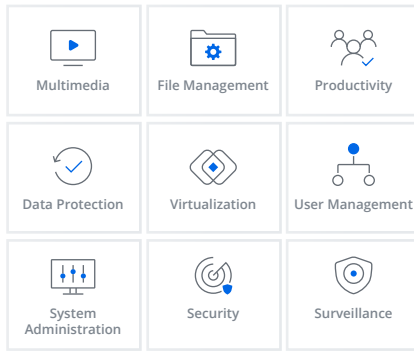 Multimedia
File Management
Productivity
Data Protection
Virtualization
User Management
System
Administration
Security
Surveillance